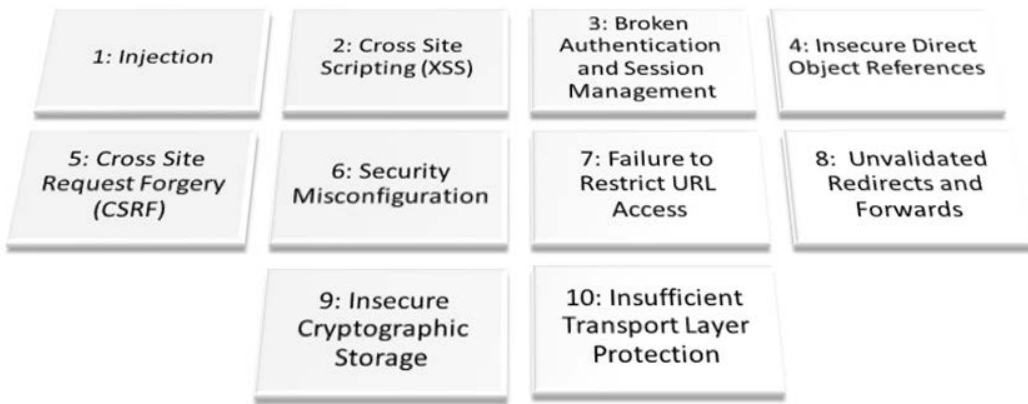 1: Injection
2: Cross Site
Scripting (XSS)
3: Broken
Authentication
and Session
Management
4: Insecure Direct
Object References
5: Cross Site
Request Forgery
(CSRF)
6: Security
Misconfiguration
7: Failure to
Restrict URL
Access
8: Unvalidated
Redirects and
Forwards
9: Insecure
Cryptographic
Storage
10: Insufficient
Transport Layer
Protection